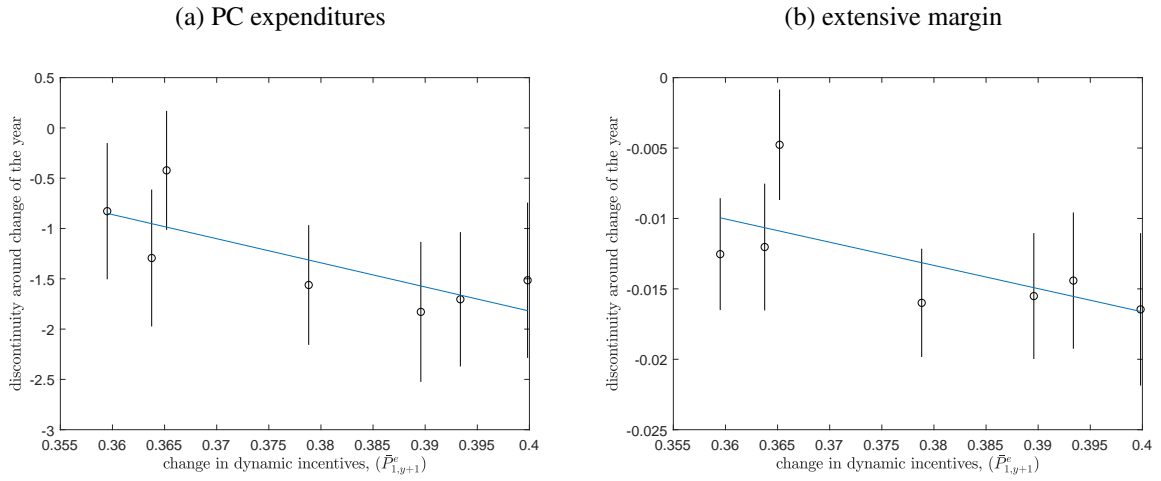 (a) PC expenditures
0.5
0
-0.5
-1
-1.5
-2
-2.5
-3
discontinuity around change of the year
0.355 0.36 0.365 0.37 0.375 0.38 0.385 0.39 0.395 0.4
change in dynamic incentives, (P̄ᵉ₁,y+1)
(b) extensive margin
0
-0.005
-0.01
-0.015
-0.02
-0.025
discontinuity around change of the year
0.355 0.36 0.365 0.37 0.375 0.38 0.385 0.39 0.395 0.4
change in dynamic incentives, (P̄ᵉ₁,y+1)